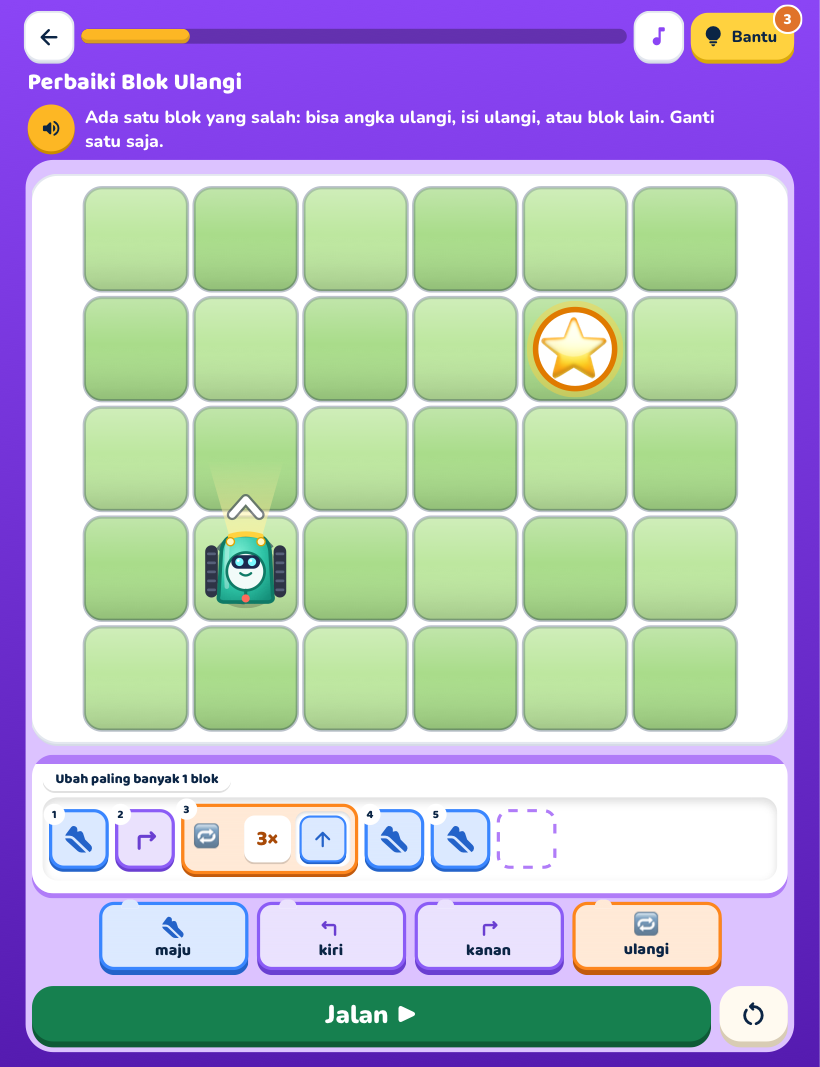 3
Bantu
Perbaiki Blok Ulangi
Ada satu blok yang salah: bisa angka ulangi, isi ulangi, atau blok lain. Ganti
satu saja.
Ubah paling banyak 1 blok
1
2
3
3×
4
5
maju
kiri
kanan
ulangi
Jalan